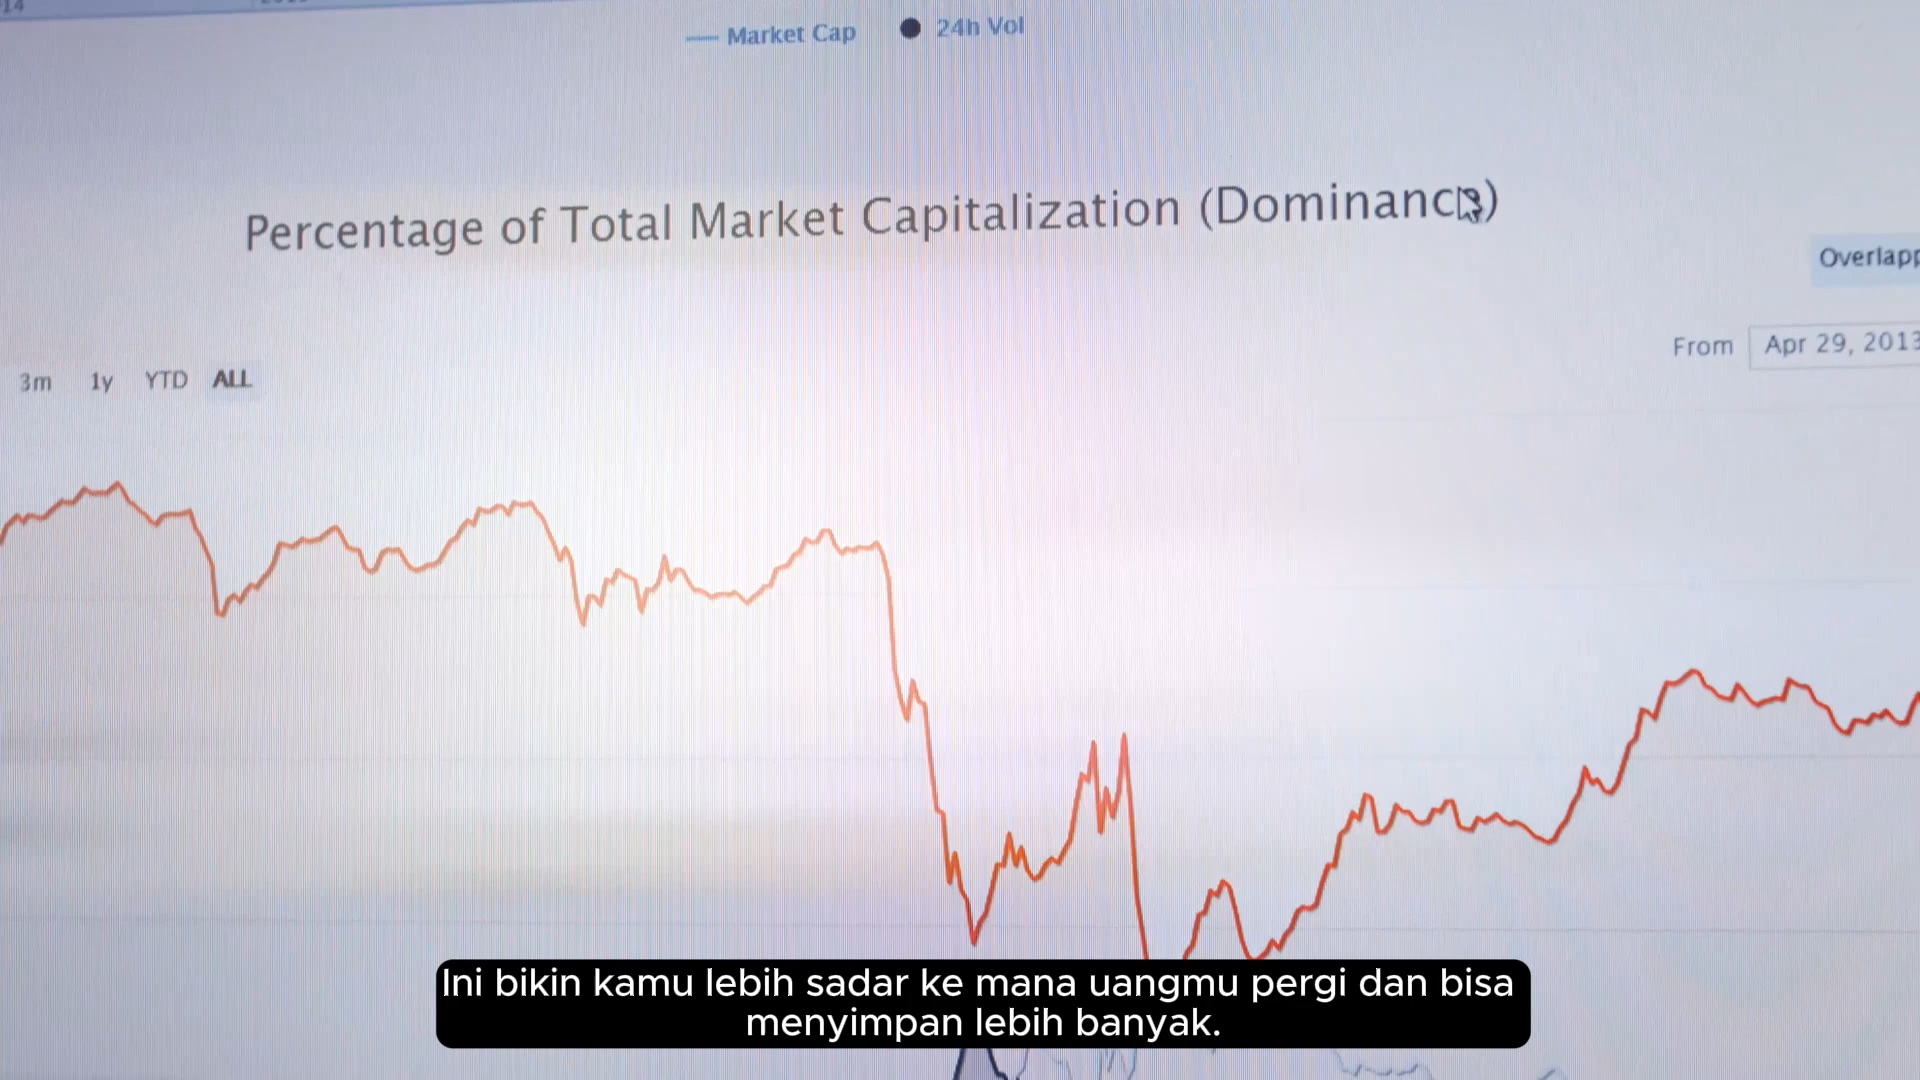 14
Market Cap
24h Vol
Percentage of Total Market Capitalization (Dominance)
Overlapp
From Apr 29, 2013
3m 1y YTD ALL
Ini bikin kamu lebih sadar ke mana uangmu pergi dan bisa
menyimpan lebih banyak.